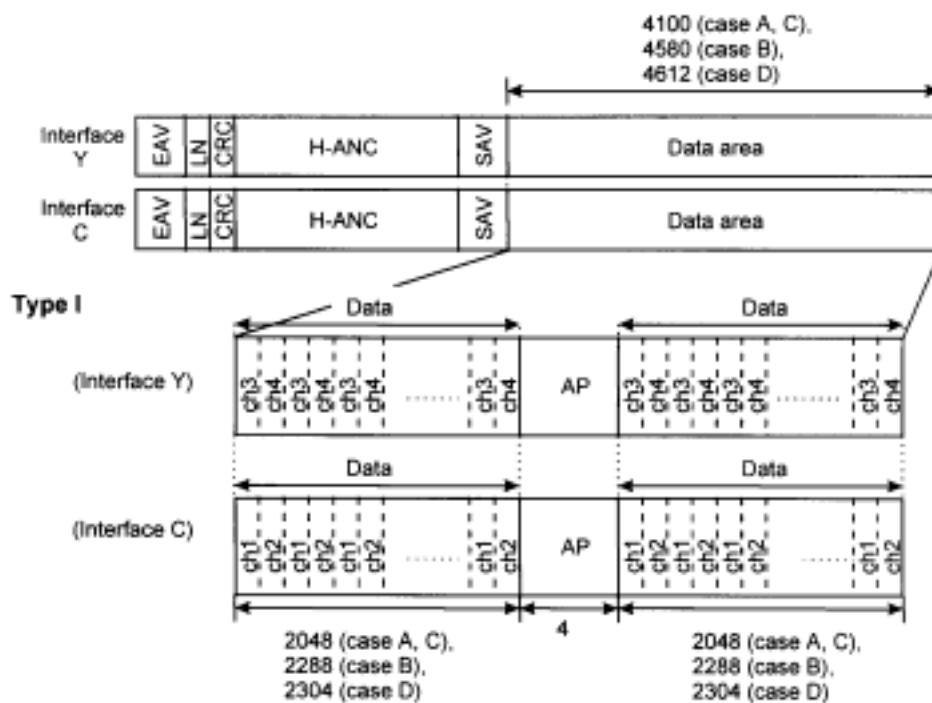 4100 (case A, C),
4580 (case B),
4612 (case D)
Interface
Y
EAV
LN
CRC
H-ANC
SAV
Data area
Interface
C
EAV
LN
CRC
H-ANC
SAV
Data area
Type I
Data
Data
(Interface Y)
ch3
ch4
ch3
ch4
ch3
ch4
........
ch3
ch4
AP
ch3
ch4
ch3
ch4
ch3
ch4
.........
ch3
ch4
Data
Data
(Interface C)
ch1
ch2
ch1
ch2
ch1
ch2
........
ch1
ch2
AP
ch1
ch2
ch1
ch2
ch1
ch2
......
ch1
ch2
4
2048 (case A, C),
2288 (case B),
2304 (case D)
2048 (case A, C),
2288 (case B),
2304 (case D)